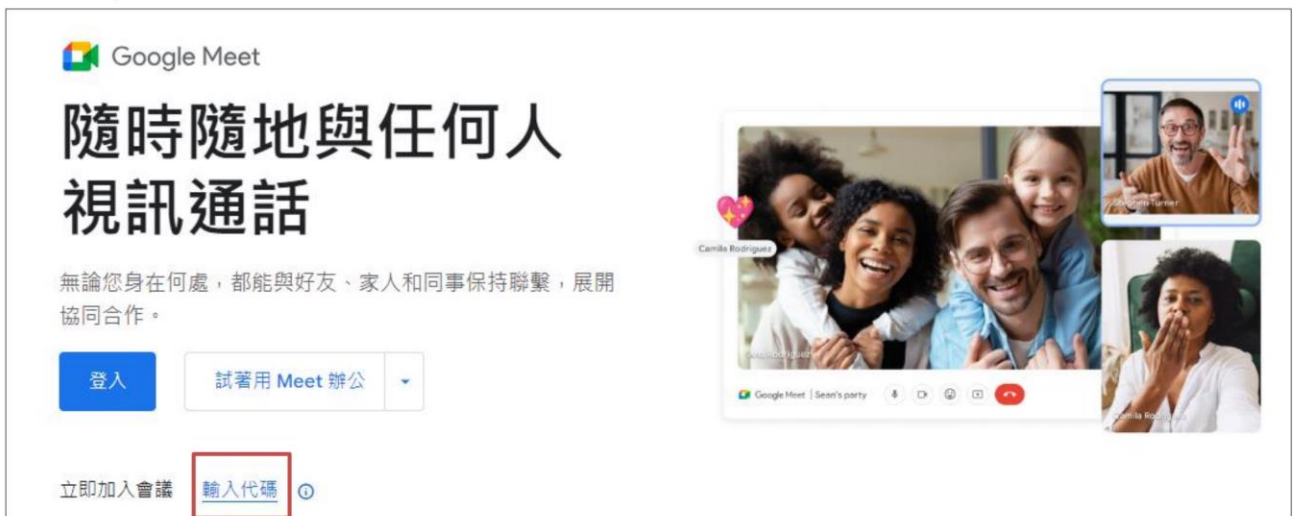 Google Meet
隨時隨地與任何人
視訊通話
無論您身在何處，都能與好友、家人和同事保持聯繫，展開
協同合作。
登入
試著用 Meet 辦公
立即加入會議 輸入代碼
Camila Rodriguez
Google Meet | Sean's party
Stephen Turner
Camila Rodriguez